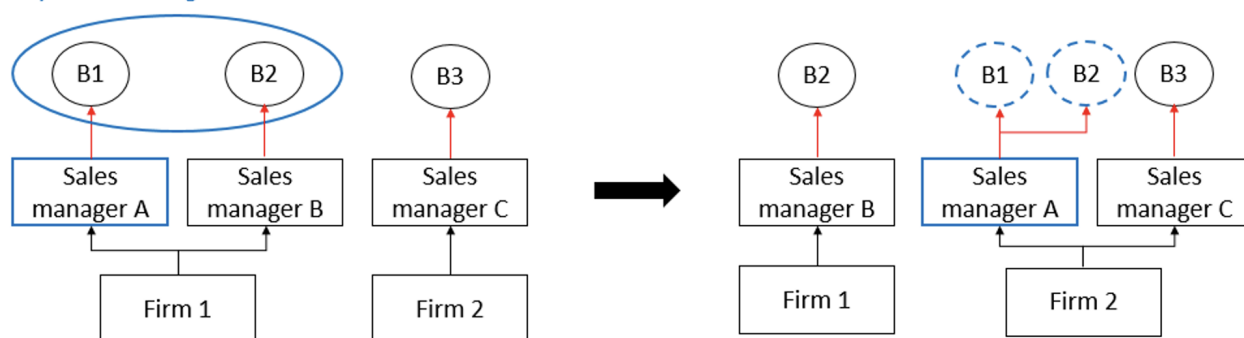 B1
B2
B3
B2
B1
B2
B3
Sales
manager A
Sales
manager B
Sales
manager C
Sales
manager B
Sales
manager A
Sales
manager C
Firm 1
Firm 2
Firm 1
Firm 2